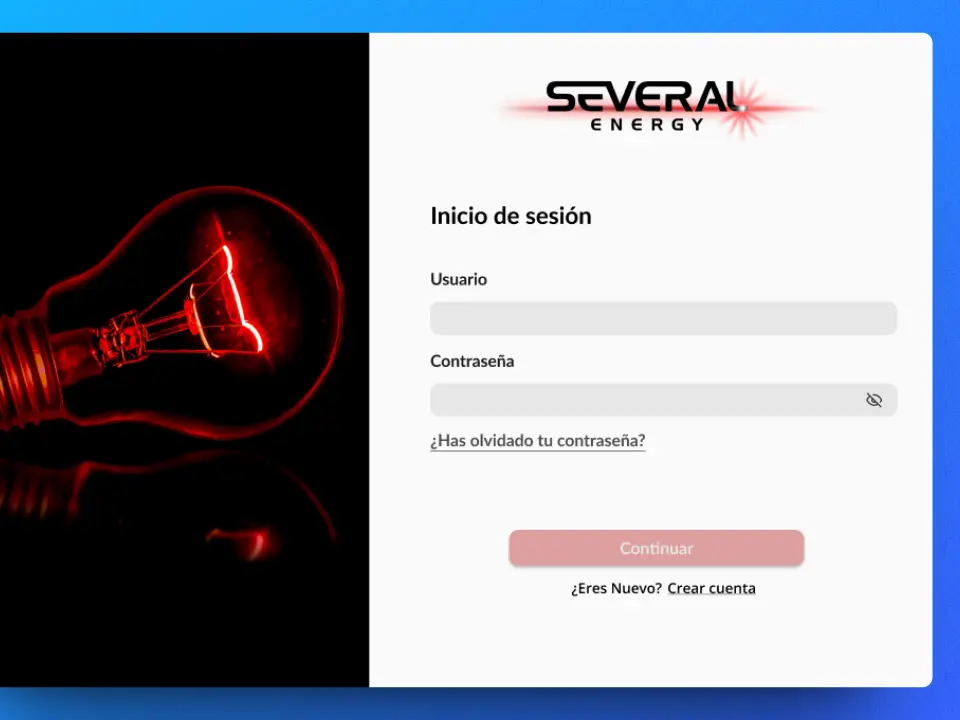 SEVERAL
ENERGY
Inicio de sesión
Usuario
Contraseña
¿Has olvidado tu contraseña?
Continuar
¿Eres Nuevo? Crear cuenta